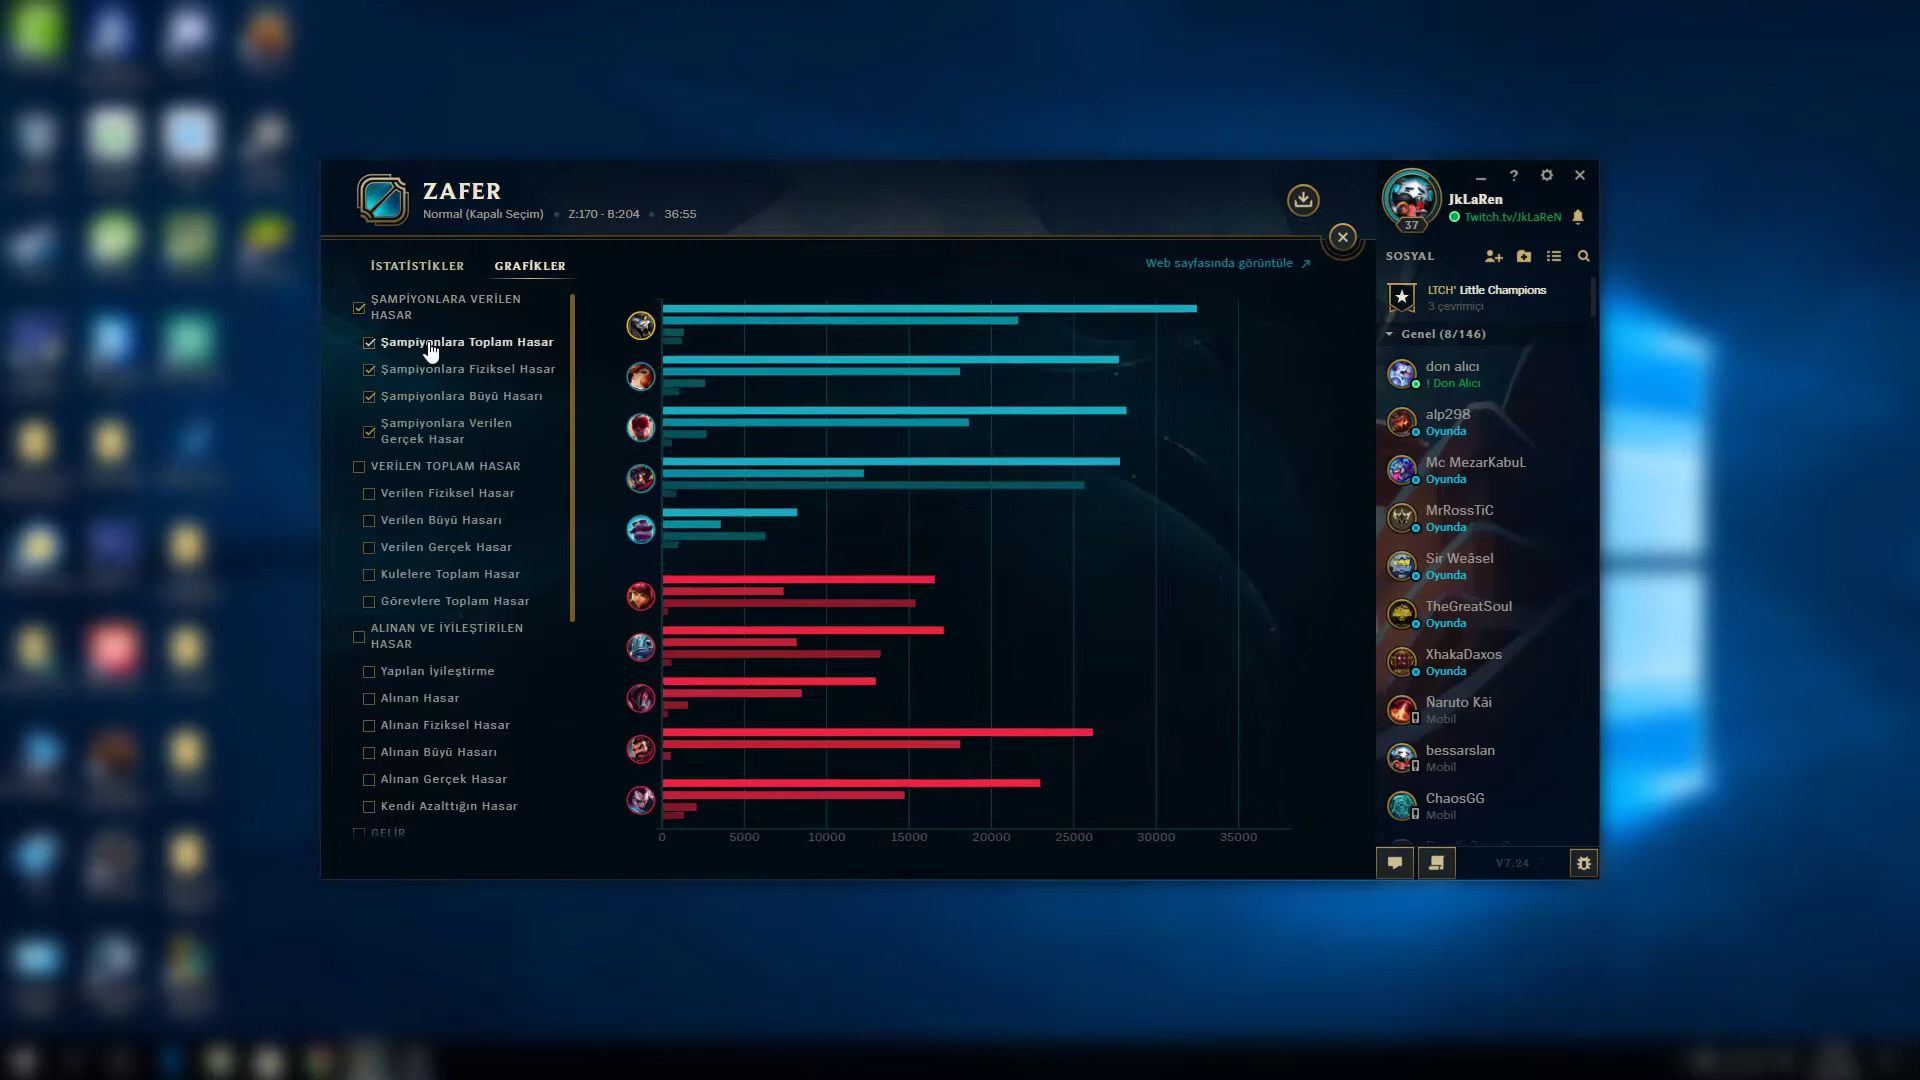 ZAFER
Normal (Kapalı Seçim) • Z:170 - B:204 • 36:55
İSTATİSTİKLER
GRAFİKLER
Web sayfasında görüntüle
ŞAMPİYONLARA VERİLEN
HASAR
Şampiyonlara Toplam Hasar
Şampiyonlara Fiziksel Hasar
Şampiyonlara Büyü Hasarı
Şampiyonlara Verilen
Gerçek Hasar
VERİLEN TOPLAM HASAR
Verilen Fiziksel Hasar
Verilen Büyü Hasarı
Verilen Gerçek Hasar
Kulelere Toplam Hasar
Görevlere Toplam Hasar
ALINAN VE İYİLEŞTİRİLEN
HASAR
Yapılan İyileştirme
Alınan Hasar
Alınan Fiziksel Hasar
Alınan Büyü Hasarı
Alınan Gerçek Hasar
Kendi Azalttığın Hasar
GELİR
0 5000 10000 15000 20000 25000 30000 35000
?
37
JkLaRen
Twitch.tv/JkLaReN
SOSYAL
LTCH' Little Champions
3 çevrimiçi
Genel (8/146)
don alıcı
! Don Alıcı
alp298
Oyunda
Mc MezarKabuL
Oyunda
MrRossTiC
Oyunda
Sir Weâsel
Oyunda
TheGreatSoul
Oyunda
XhakaDaxos
Oyunda
Ñaruto Kâi
Mobil
bessarslan
Mobil
ChaosGG
Mobil
V7.24